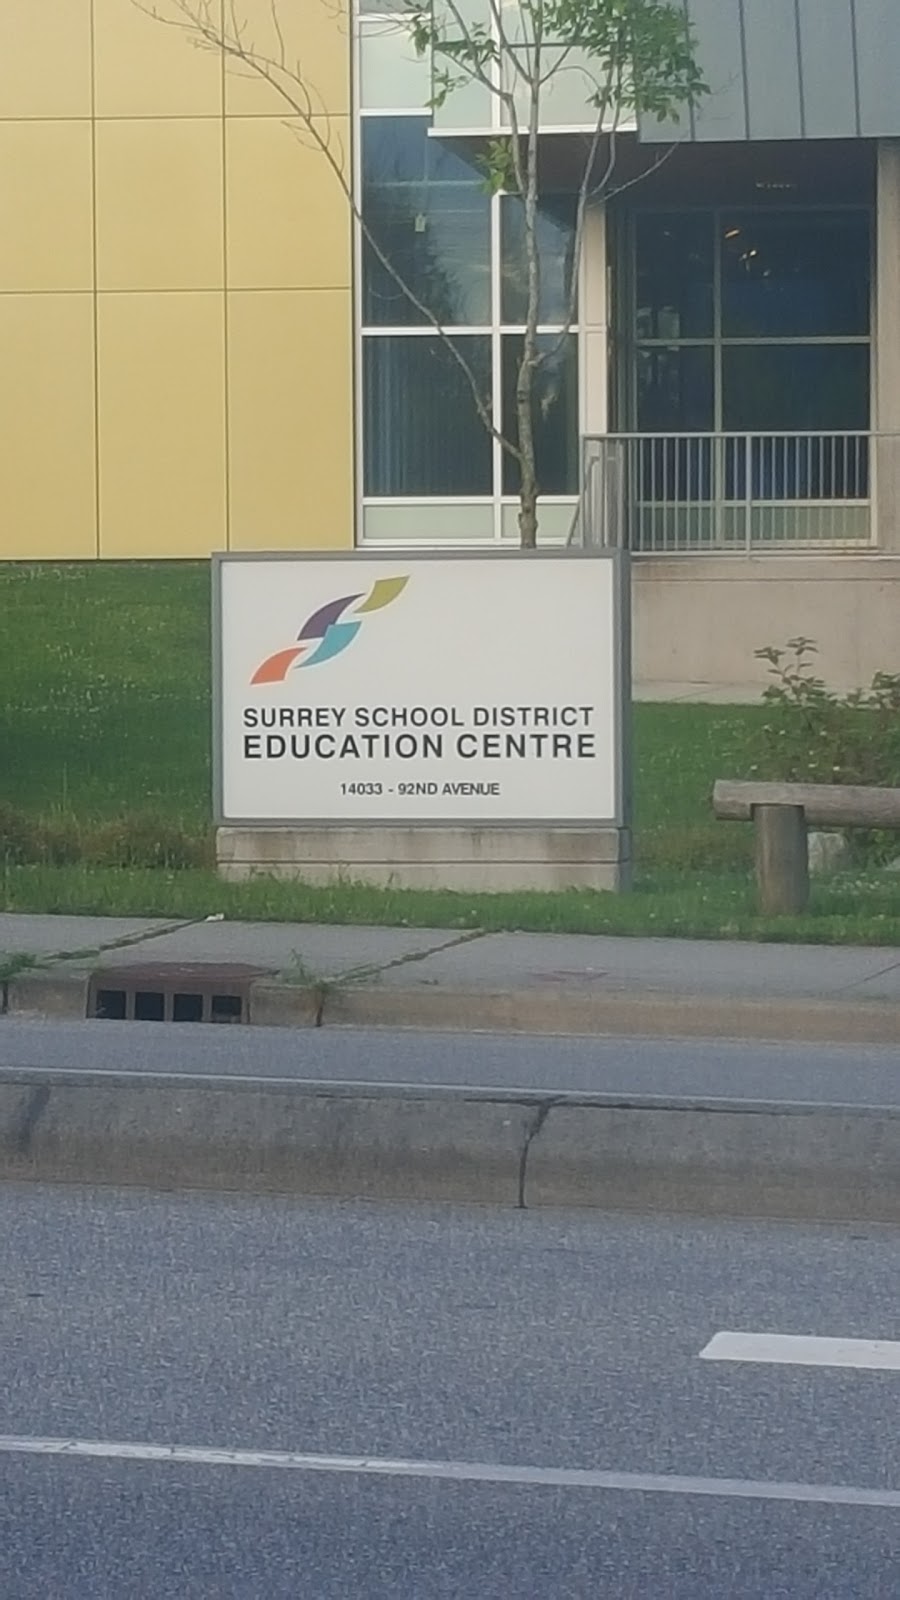 SURREY SCHOOL DISTRICT
EDUCATION CENTRE
14033 - 92ND AVENUE